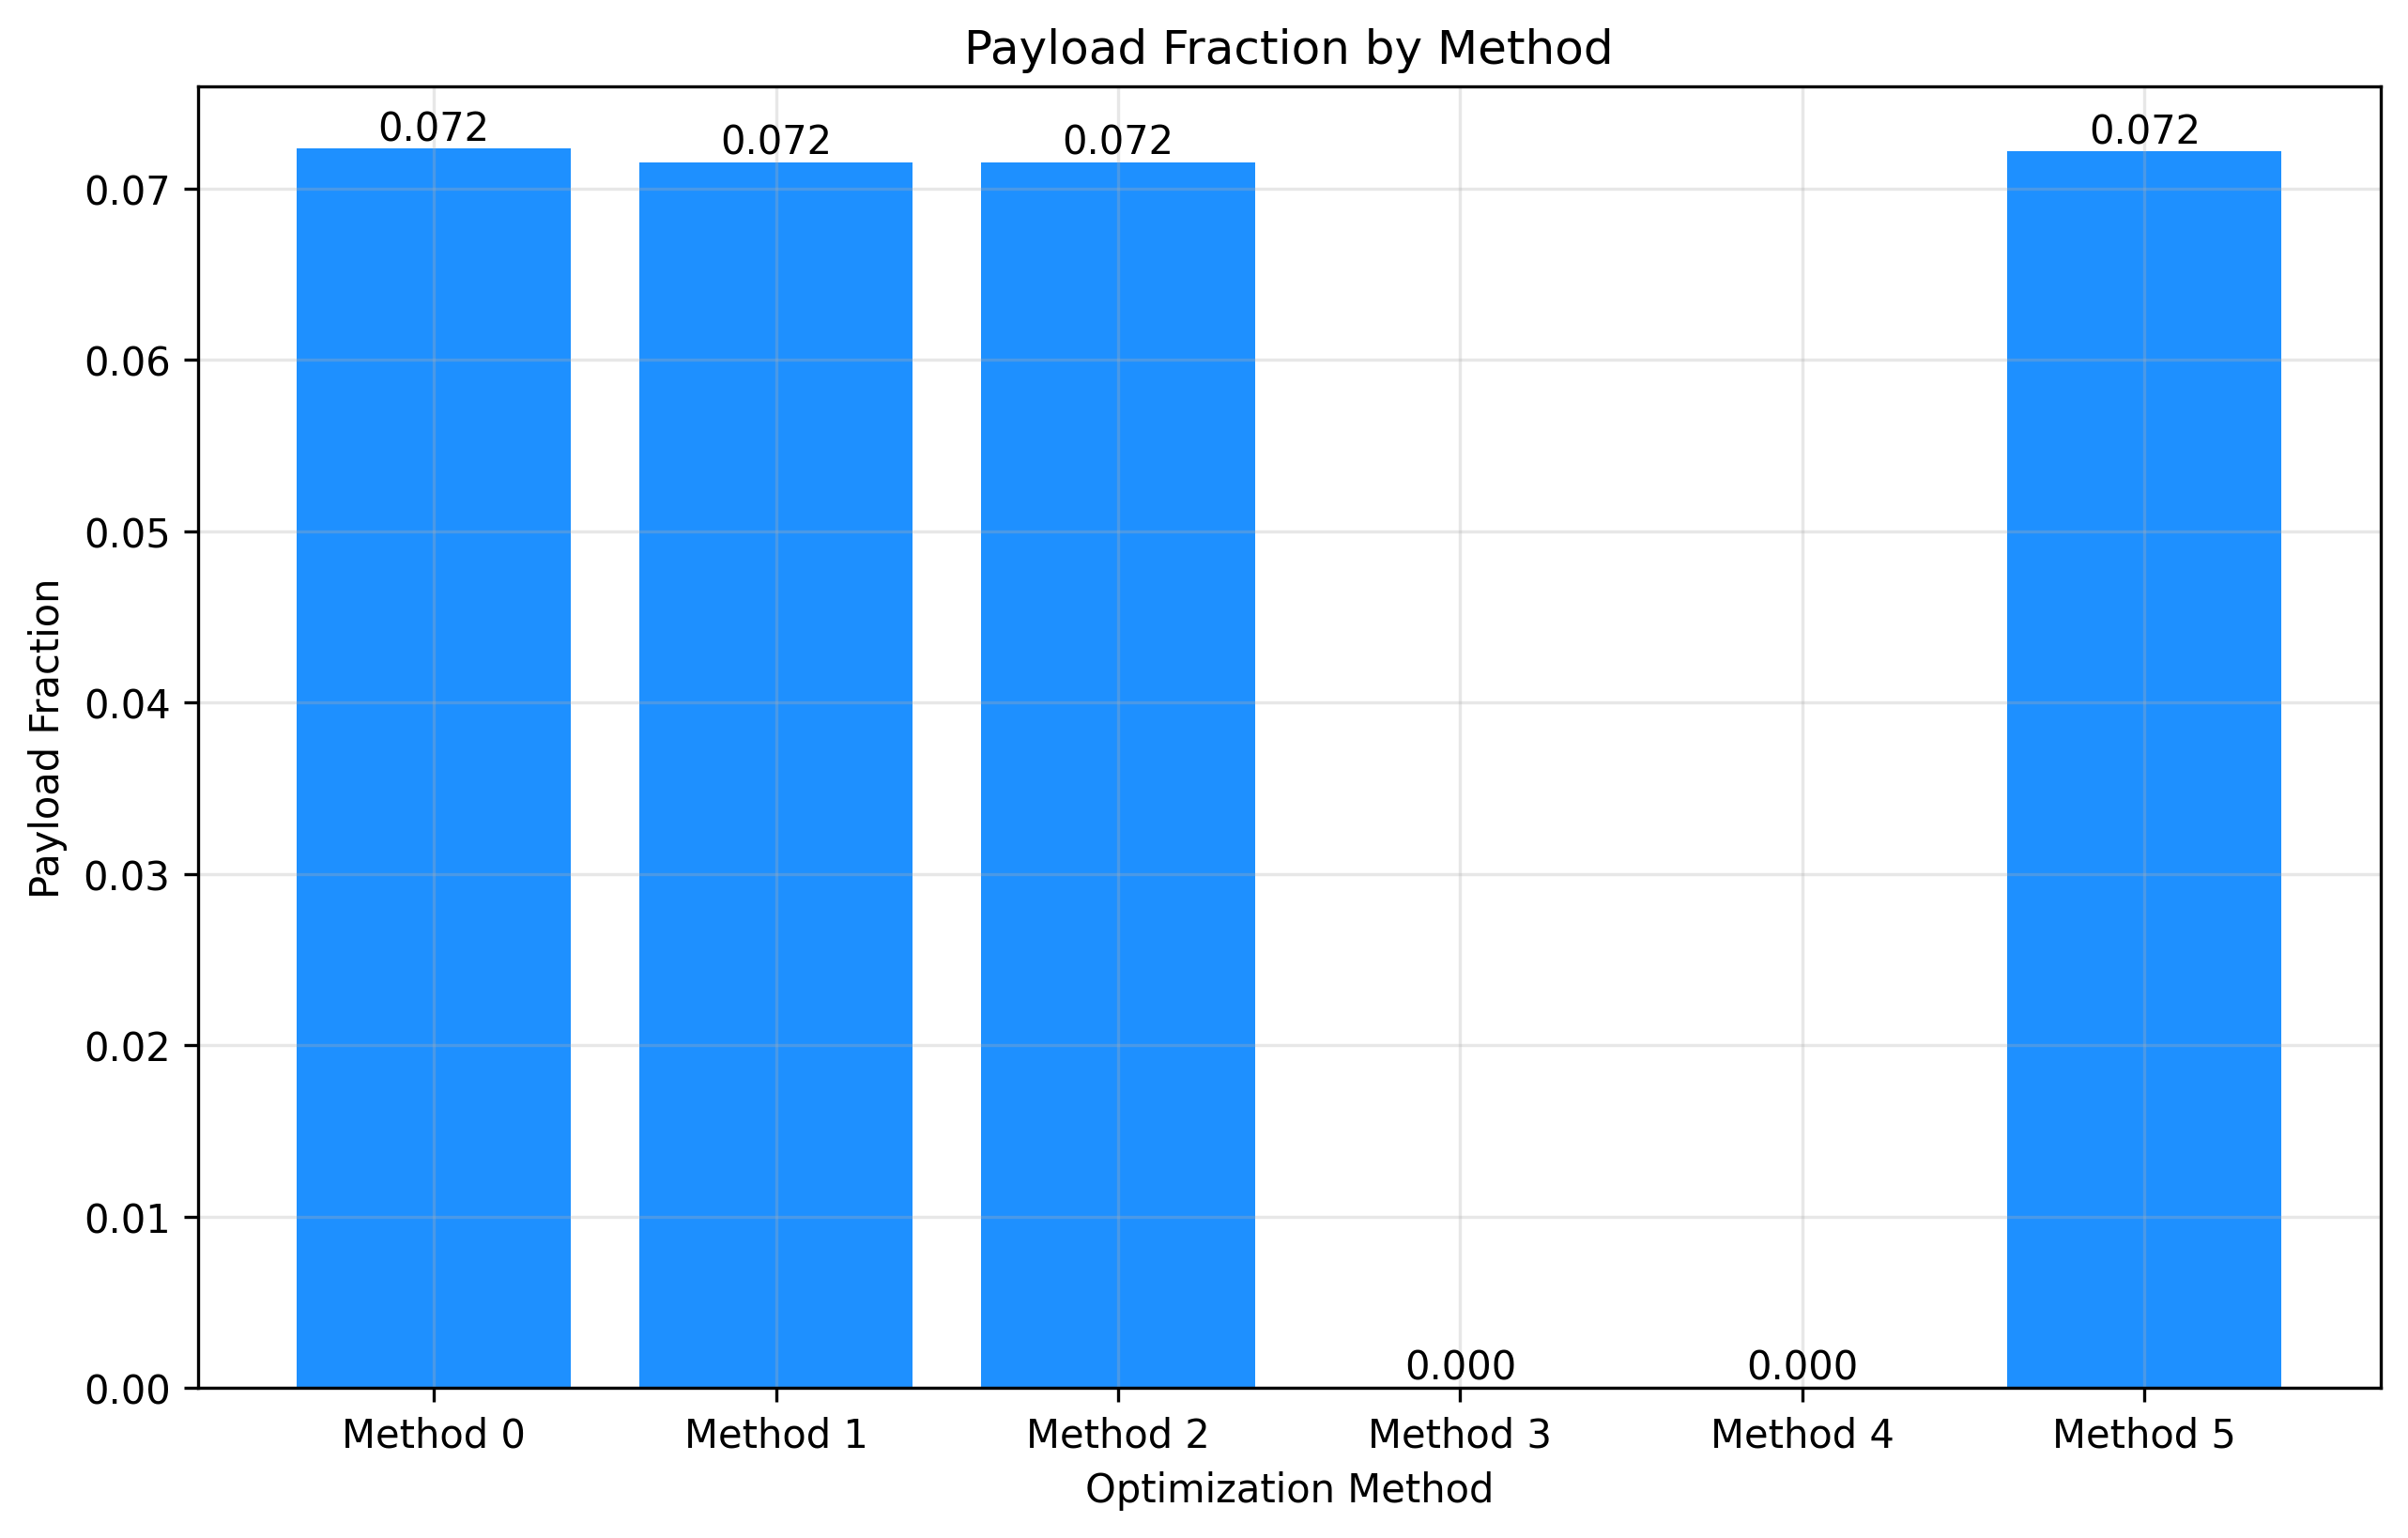 Payload Fraction by Method
0.072
0.072
0.072
0.000
0.000
0.072
Payload Fraction
0.07
0.06
0.05
0.04
0.03
0.02
0.01
0.00
Method 0
Method 1
Method 2
Method 3
Method 4
Method 5
Optimization Method